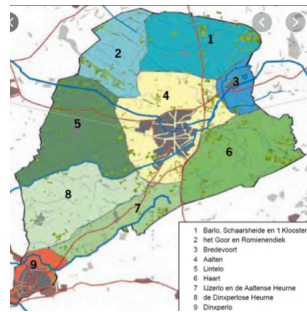 1
2
3
4
5
6
8
7
9
1 Barlo, Schaarsheide en 't Klooster
2 het Goor en Romienendiek
3 Bredevoort
4 Aalten
5 Lintelo
6 Haart
7 IJzerlo en de Aaltense Heurne
8 de Dinxperlose Heurne
9 Dinxperlo